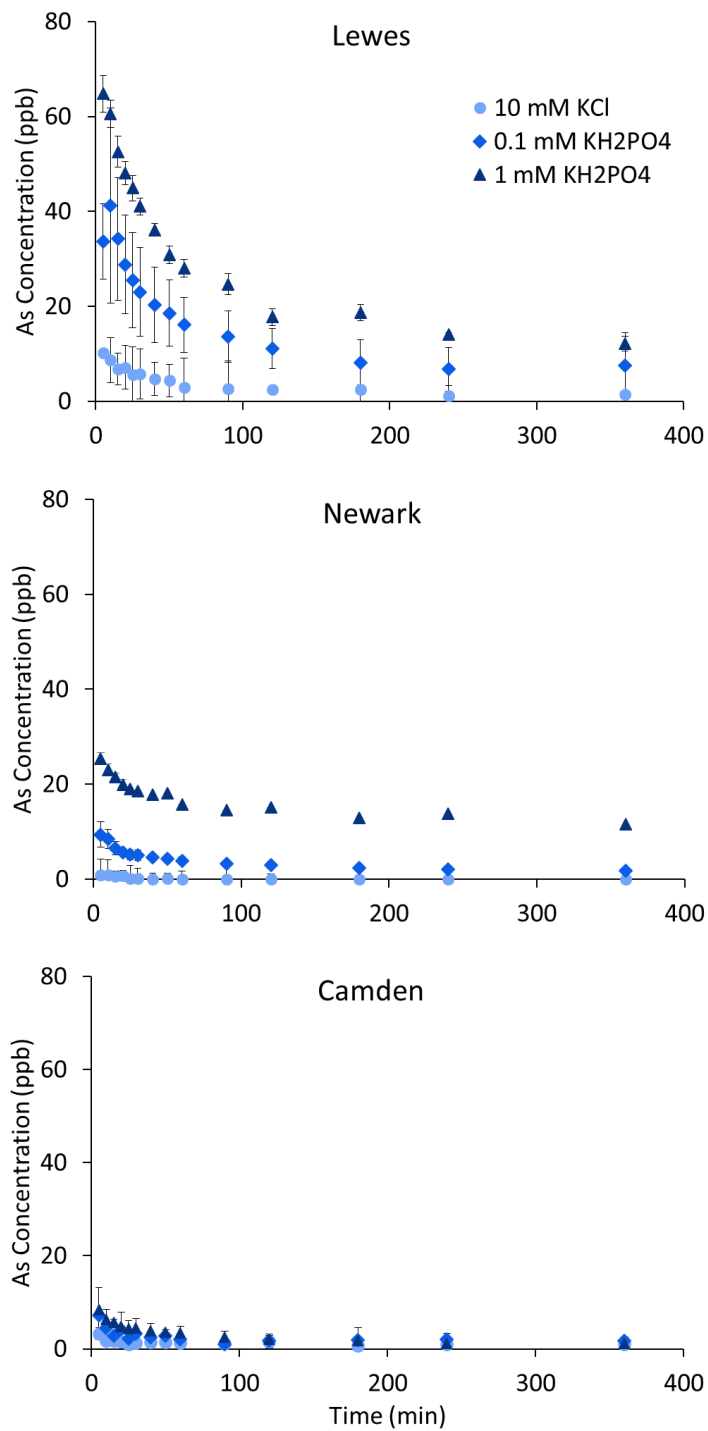 Lewes
80
60
40
20
0
As Concentration (ppb)
10 mM KCl
0.1 mM KH2PO4
1 mM KH2PO4
0 100 200 300 400
Newark
80
60
40
20
0
As Concentration (ppb)
0 100 200 300 400
Camden
80
60
40
20
0
As Concentration (ppb)
0 100 200 300 400
Time (min)